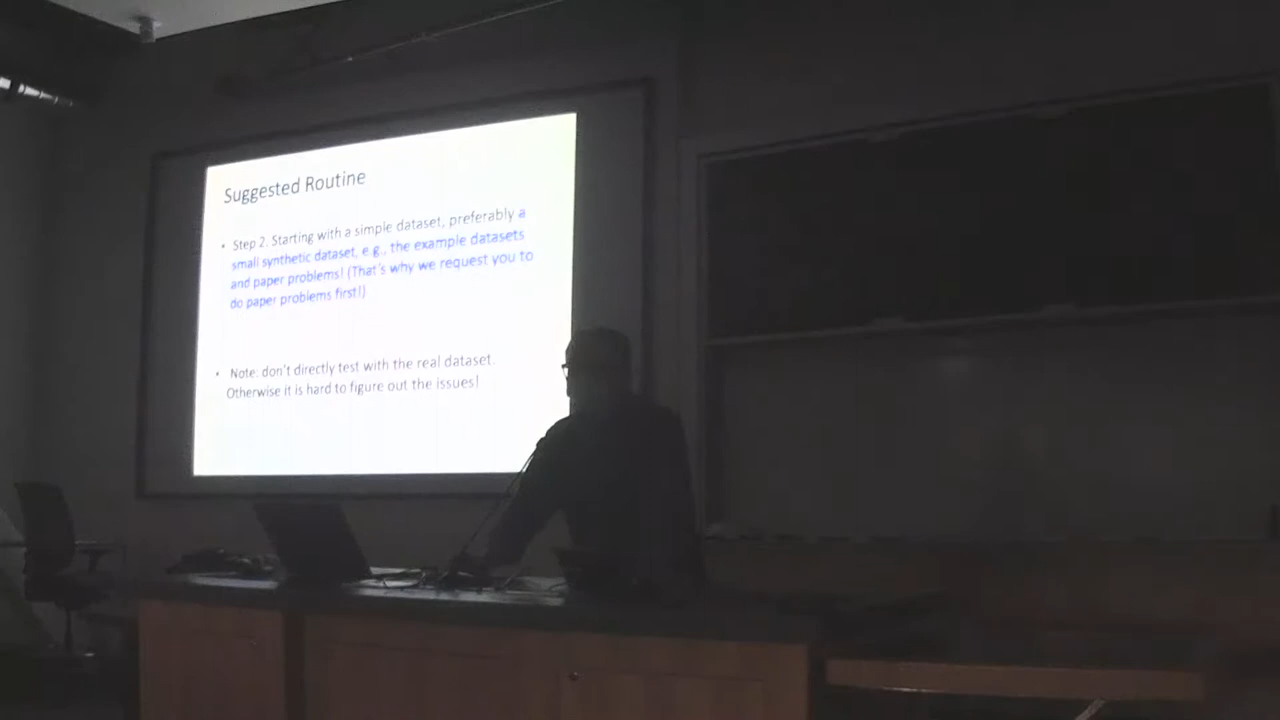 Suggested Routine
• Step 2. Starting with a simple dataset, preferably a
small synthetic dataset, e.g., the example datasets
and paper problems! (That's why we request you to
do paper problems first!)
• Note: don't directly test with the real dataset.
Otherwise it is hard to figure out the issues!